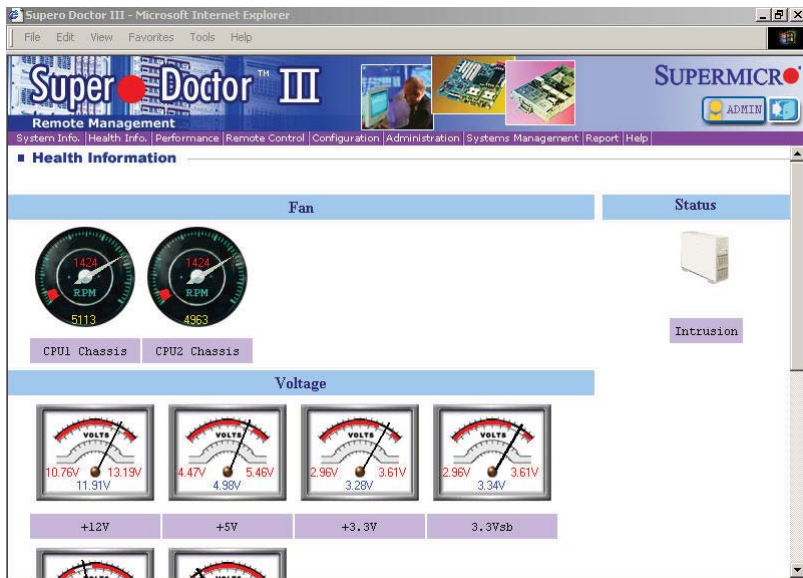 Supero Doctor III - Microsoft Internet Explorer
File Edit View Favorites Tools Help
Super Doctor™ III
Remote Management
SUPERMICRO
ADMIN
System Info. | Health Info. | Performance | Remote Control | Configuration | Administration | Systems Management | Report | Help
Health Information
Fan
Status
1424
RPM
5113
CPU1 Chassis
1424
RPM
4963
CPU2 Chassis
Intrusion
Voltage
VOLTS
10.76V 13.19V
11.91V
+12V
VOLTS
4.47V 5.46V
4.98V
+5V
VOLTS
2.96V 3.61V
3.28V
+3.3V
VOLTS
2.96V 3.61V
3.34V
3.3Vsb